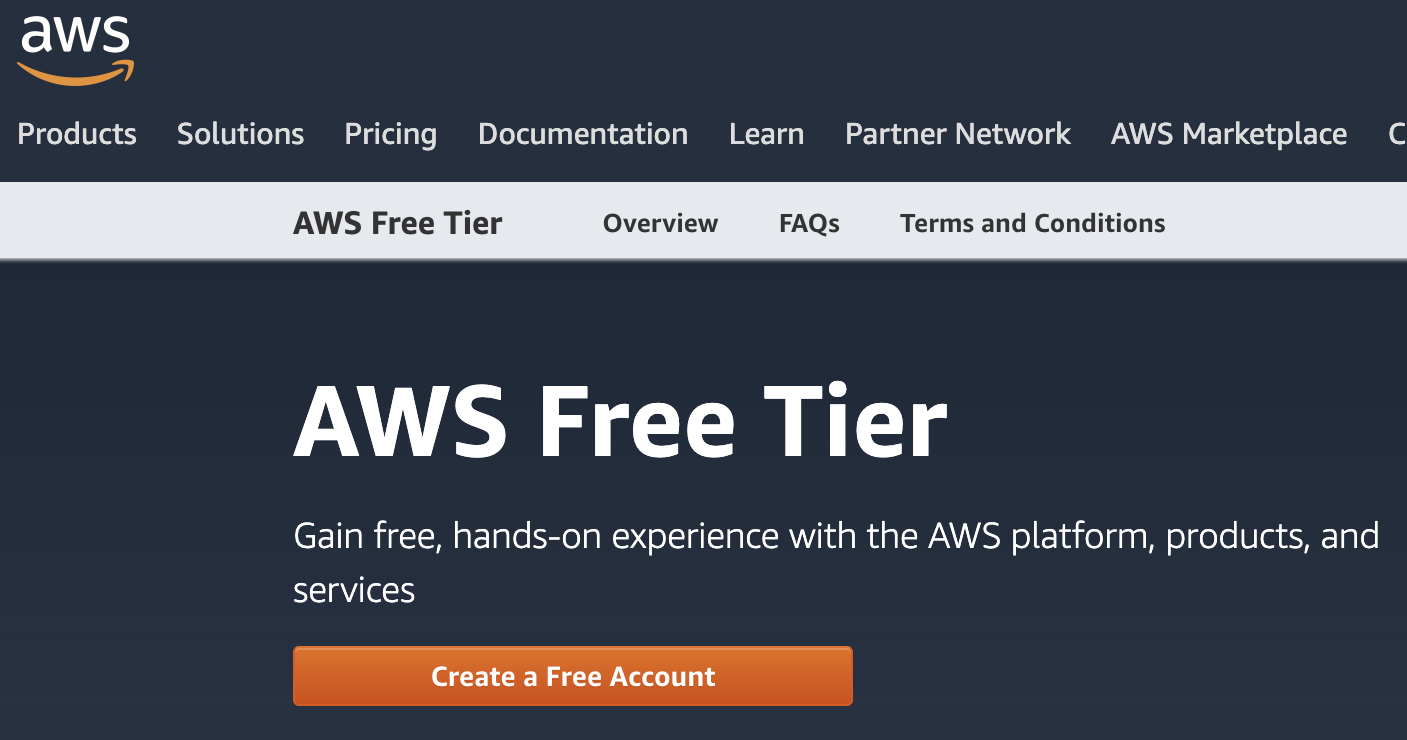 aws
Products Solutions Pricing Documentation Learn Partner Network AWS Marketplace
AWS Free Tier Overview FAQs Terms and Conditions
AWS Free Tier
Gain free, hands-on experience with the AWS platform, products, and
services
Create a Free Account